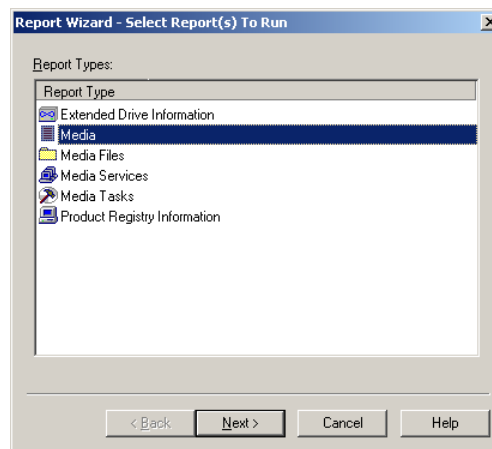 Report Wizard - Select Report(s) To Run
Report Types:
Report Type
Extended Drive Information
Media
Media Files
Media Services
Media Tasks
Product Registry Information
< Back Next > Cancel Help